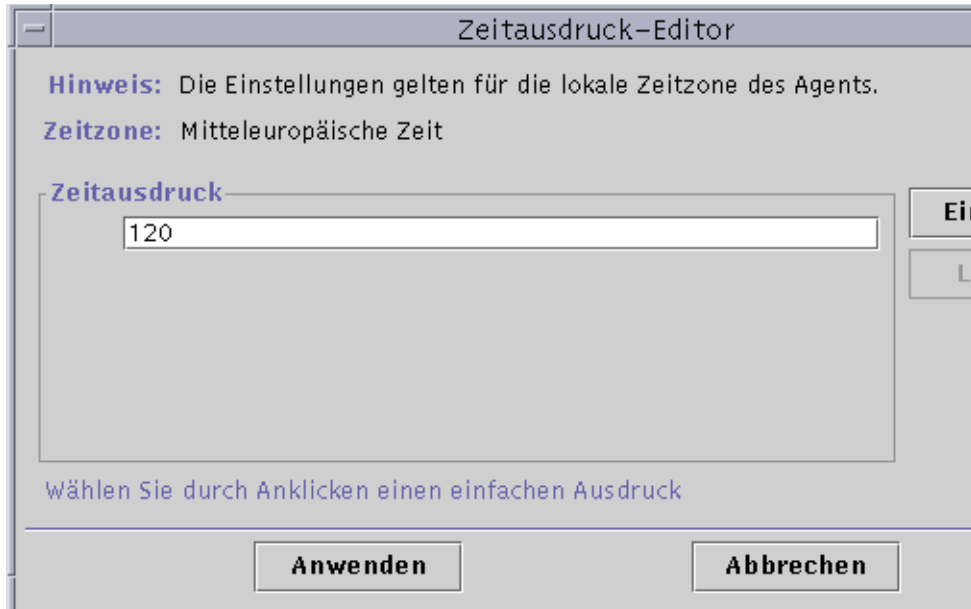 Zeitausdruck-Editor
Hinweis: Die Einstellungen gelten für die lokale Zeitzone des Agents.
Zeitzone: Mitteleuropäische Zeit
Zeitausdruck
120
Wählen Sie durch Anklicken einen einfachen Ausdruck
Anwenden Abbrechen